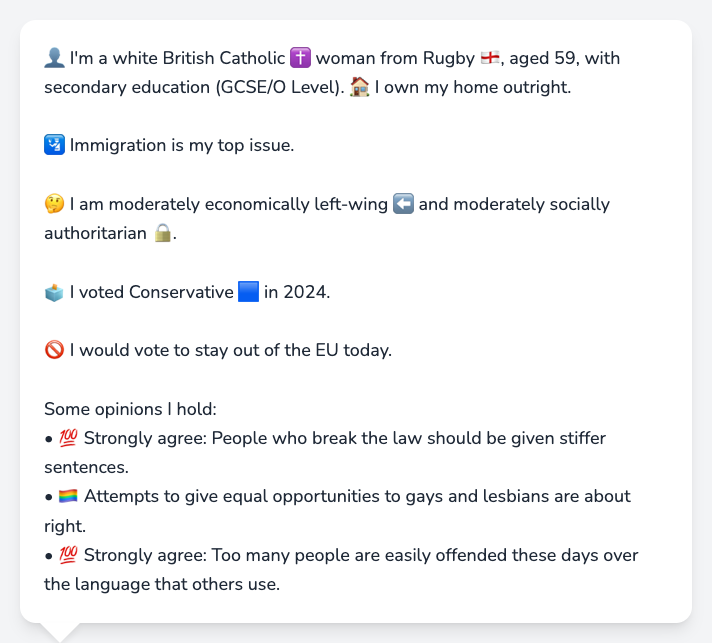 👤 I'm a white British Catholic ✝️ woman from Rugby 🏴󠁧󠁢󠁥󠁮󠁧󠁿, aged 59, with
secondary education (GCSE/O Level). 🏠 I own my home outright.
🛂 Immigration is my top issue.
🤔 I am moderately economically left-wing ⬅️ and moderately socially
authoritarian 🔒.
🗳️ I voted Conservative 🟦 in 2024.
🚫 I would vote to stay out of the EU today.
Some opinions I hold:
• 💯 Strongly agree: People who break the law should be given stiffer
sentences.
• 🏳️‍🌈 Attempts to give equal opportunities to gays and lesbians are about
right.
• 💯 Strongly agree: Too many people are easily offended these days over
the language that others use.